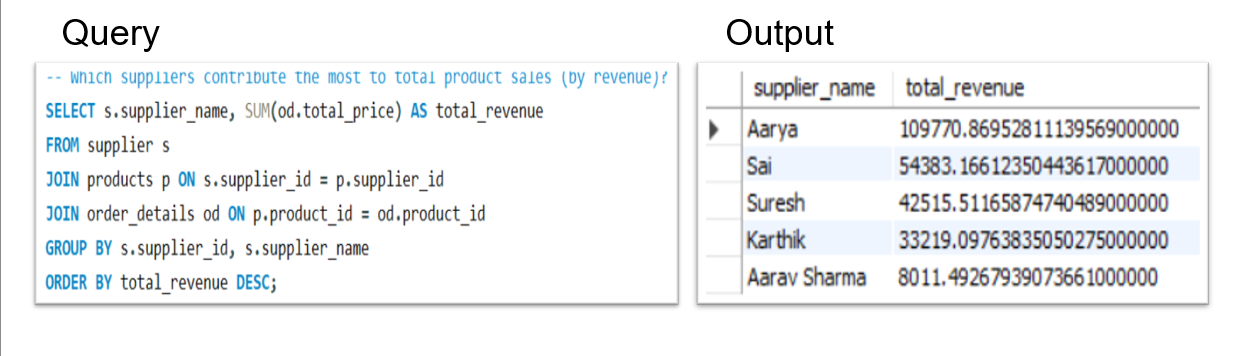 Query
Output
-- Which suppliers contribute the most to total product sales (by revenue)?
SELECT s.supplier_name, SUM(od.total_price) AS total_revenue
FROM supplier s
JOIN products p ON s.supplier_id = p.supplier_id
JOIN order_details od ON p.product_id = od.product_id
GROUP BY s.supplier_id, s.supplier_name
ORDER BY total_revenue DESC;
supplier_name total_revenue
Aarya 109770.86952811139569000000
Sai 54383.16612350443617000000
Suresh 42515.51165874740489000000
Karthik 33219.09763835050275000000
Aarav Sharma 8011.49267939073661000000